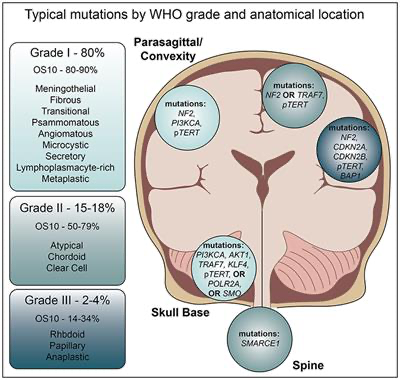 Typical mutations by WHO grade and anatomical location
Grade I - 80%
OS10 - 80-90%
Meningothelial
Fibrous
Transitional
Psammomatous
Angiomatous
Microcystic
Secretory
Lymphoplasmacyte-rich
Metaplastic
Grade II - 15-18%
OS10 - 50-79%
Atypical
Chordoid
Clear Cell
Grade III - 2-4%
OS10 - 14-34%
Rhbdoid
Papillary
Anaplastic
Parasagittal/
Convexity
mutations:
NF2,
PI3KCA,
pTERT
mutations:
NF2 OR TRAF7,
pTERT
mutations:
NF2,
CDKN2A,
CDKN2B,
pTERT,
BAP1
mutations:
PI3KCA, AKT1,
TRAF7, KLF4,
pTERT, OR
POLR2A,
OR SMO
Skull Base
mutations:
SMARCE1
Spine